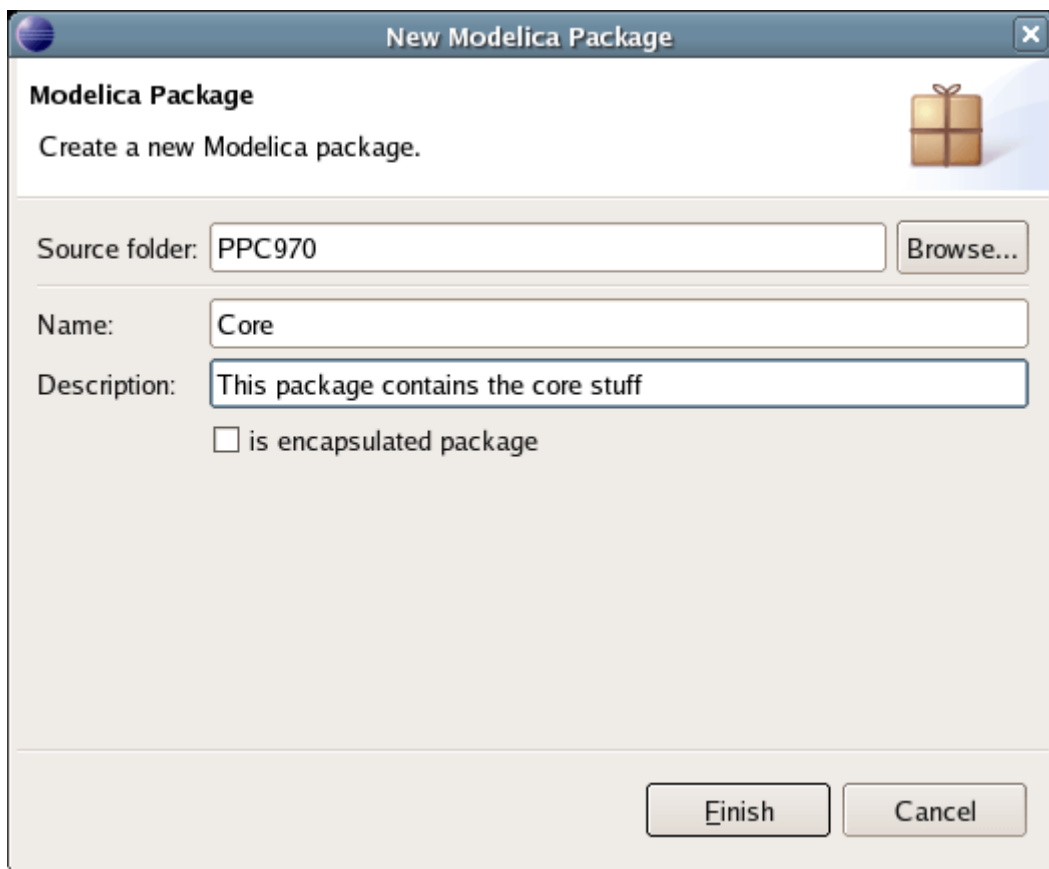 New Modelica Package
Modelica Package
Create a new Modelica package.
Source folder: PPC970 Browse...
Name: Core
Description: This package contains the core stuff
is encapsulated package
Finish Cancel